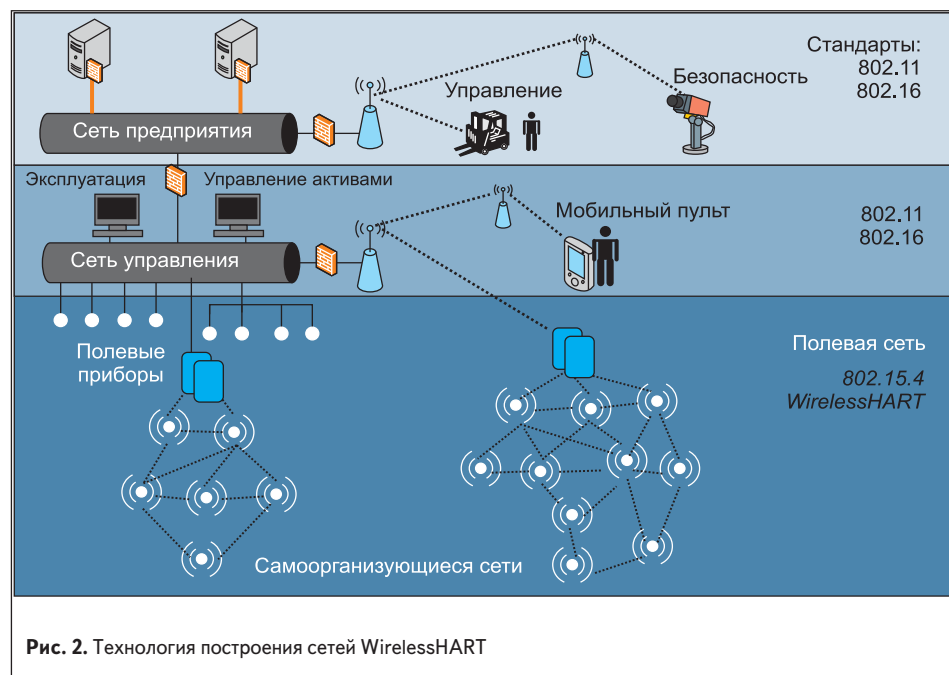 Стандарты:
802.11
802.16
Безопасность
Управление
Сеть предприятия
Эксплуатация
Управление активами
Мобильный пульт
802.11
802.16
Сеть управления
Полевые
приборы
Полевая сеть
802.15.4
WirelessHART
Самоорганизующиеся сети
Рис. 2. Технология построения сетей WirelessHART